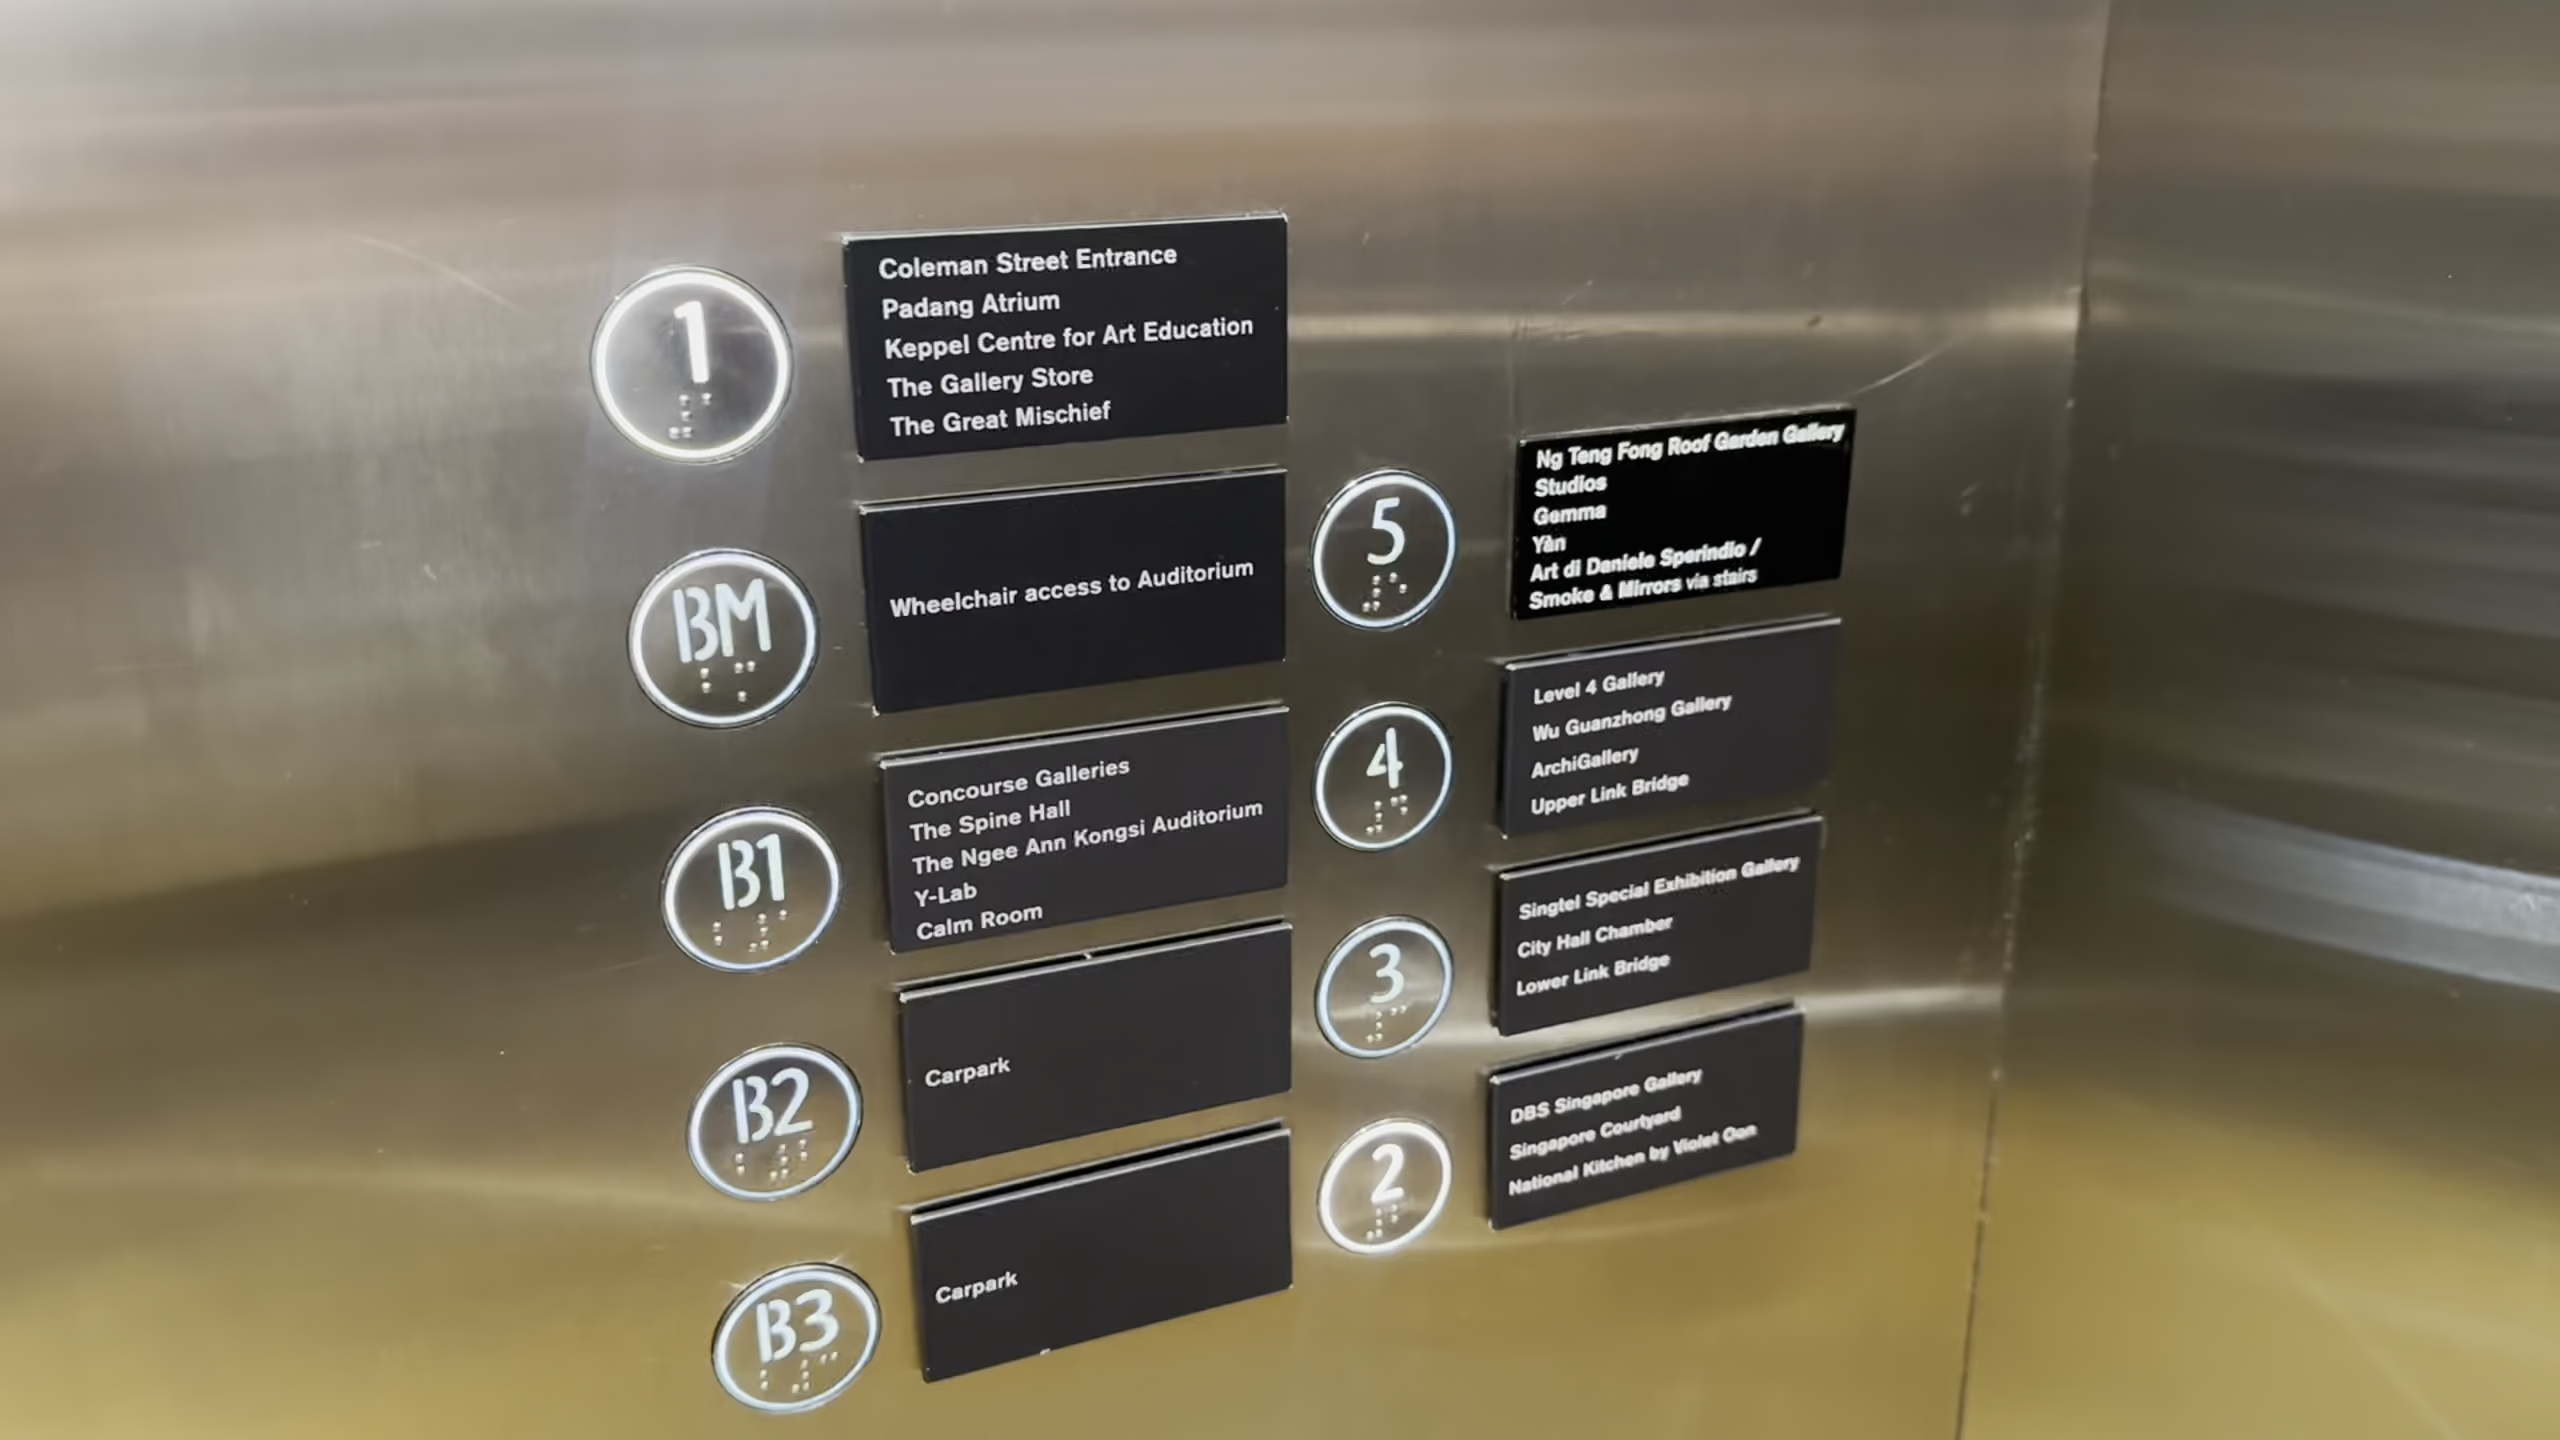 1
Coleman Street Entrance
Padang Atrium
Keppel Centre for Art Education
The Gallery Store
The Great Mischief
BM
Wheelchair access to Auditorium
B1
Concourse Galleries
The Spine Hall
The Ngee Ann Kongsi Auditorium
Y-Lab
Calm Room
B2
Carpark
B3
Carpark
5
Ng Teng Fong Roof Garden Gallery
Studios
Gemma
Yàn
Art di Daniele Sperindio /
Smoke & Mirrors via stairs
4
Level 4 Gallery
Wu Guanzhong Gallery
ArchiGallery
Upper Link Bridge
3
Singtel Special Exhibition Gallery
City Hall Chamber
Lower Link Bridge
2
DBS Singapore Gallery
Singapore Courtyard
National Kitchen by Violet Oon